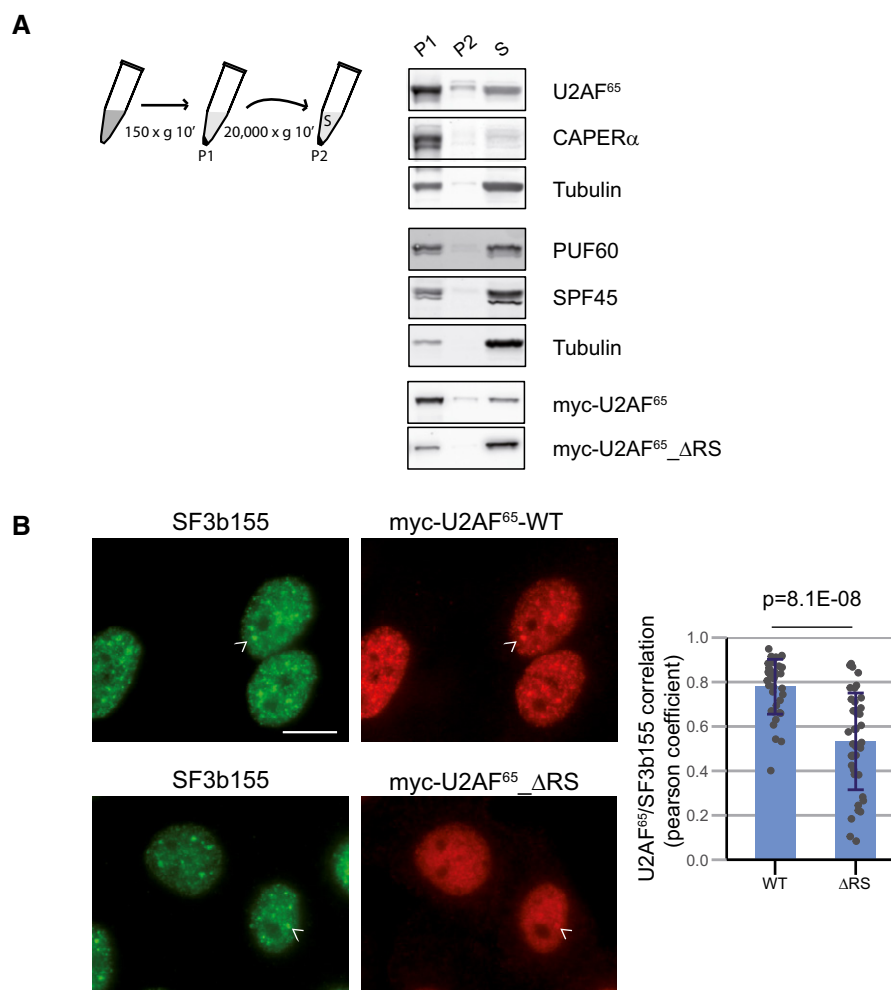 A
P1 P2 S
150 x g 10' 20,000 x g 10'
S
P1 P2
U2AF⁶⁵
CAPERα
Tubulin
PUF60
SPF45
Tubulin
myc-U2AF⁶⁵
myc-U2AF⁶⁵_ΔRS
B
SF3b155 myc-U2AF⁶⁵-WT
SF3b155 myc-U2AF⁶⁵_ΔRS
p=8.1E-08
U2AF⁶⁵/SF3b155 correlation
(pearson coefficient)
1.0
0.8
0.6
0.4
0.2
0.0
WT ΔRS